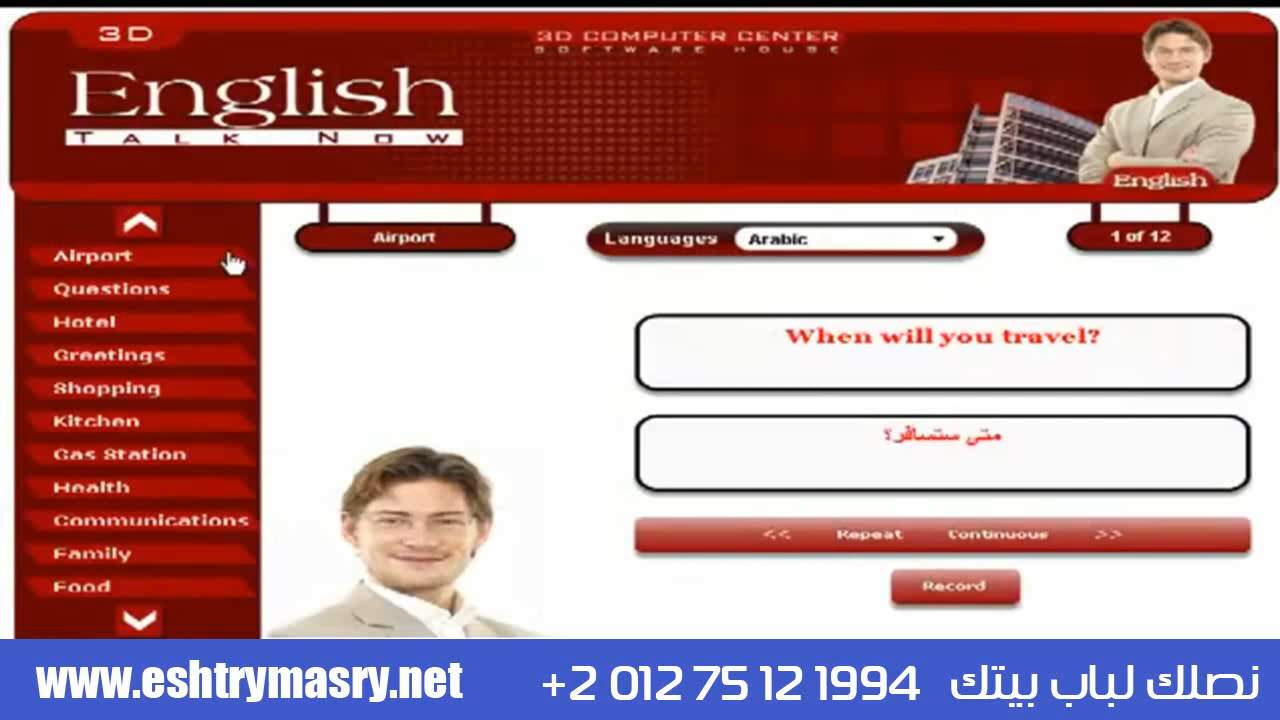 3D
3D COMPUTER CENTER
SOFTWARE HOUSE
English
TALK NOW
English
Airport
Languages
Arabic
1 of 12
Airport
Questions
Hotel
Greetings
Shopping
Kitchen
Gas Station
Health
Communications
Family
Food
When will you travel?
متى ستسافر؟
<< Repeat Continuous >>
Record
www.eshtrymasry.net
+2 012 75 12 1994 نصلك لباب بيتك